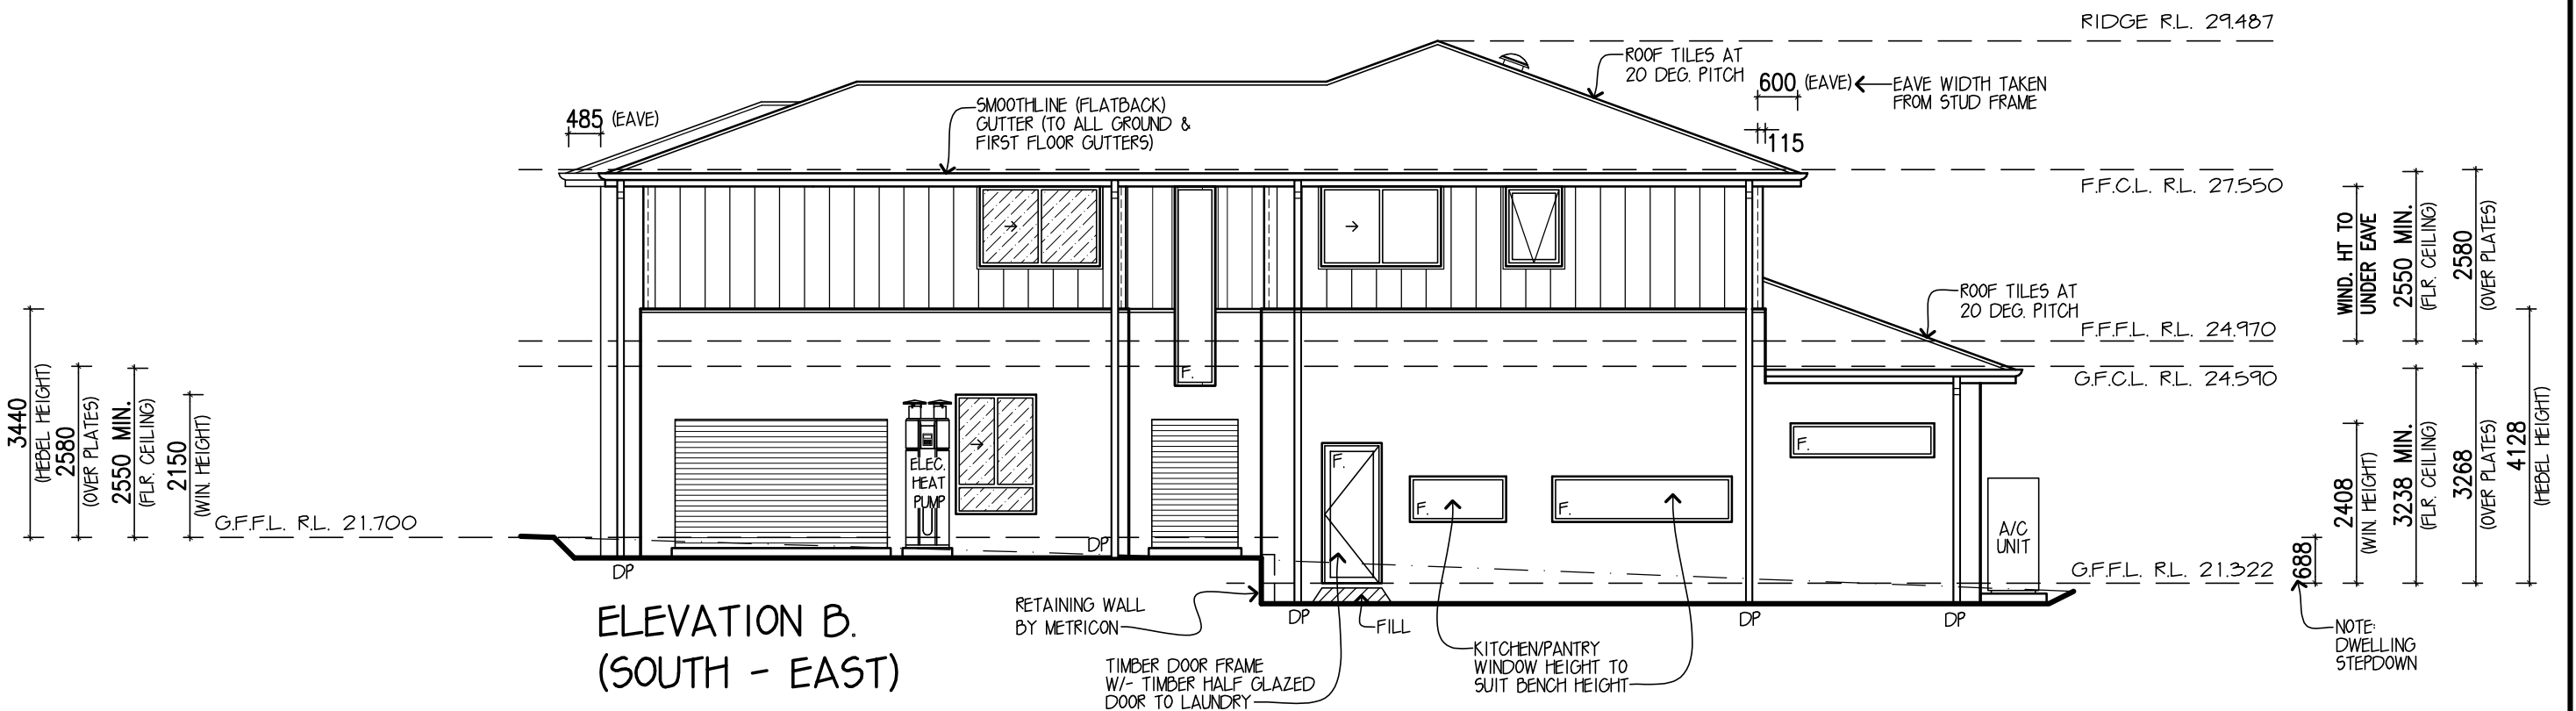 RIDGE R.L. 29.487
ROOF TILES AT
20 DEG. PITCH
600 (EAVE)
EAVE WIDTH TAKEN
FROM STUD FRAME
485 (EAVE)
SMOOTHLINE (FLATBACK)
GUTTER (TO ALL GROUND &
FIRST FLOOR GUTTERS)
115
F.F.C.L. R.L. 27.550
WIND. HT TO
UNDER EAVE
2550 MIN.
(FLR. CEILING)
2580
(OVER PLATES)
ROOF TILES AT
20 DEG. PITCH
F.F.F.L. R.L. 24.970
G.F.C.L. R.L. 24.590
F.
3440
(HEBEL HEIGHT)
2580
(OVER PLATES)
2550 MIN.
(FLR. CEILING)
2150
(WIN. HEIGHT)
G.F.F.L. R.L. 21.700
ELEC.
HEAT
PUMP
F.
F.
F.
F.
A/C
UNIT
2408
(WIN. HEIGHT)
3238 MIN.
(FLR. CEILING)
3268
(OVER PLATES)
4128
(HEBEL HEIGHT)
688
G.F.F.L. R.L. 21.322
DP
DP
DP
DP
DP
ELEVATION B.
(SOUTH - EAST)
RETAINING WALL
BY METRICON
FILL
TIMBER DOOR FRAME
W/- TIMBER HALF GLAZED
DOOR TO LAUNDRY
KITCHEN/PANTRY
WINDOW HEIGHT TO
SUIT BENCH HEIGHT
NOTE:
DWELLING
STEPDOWN